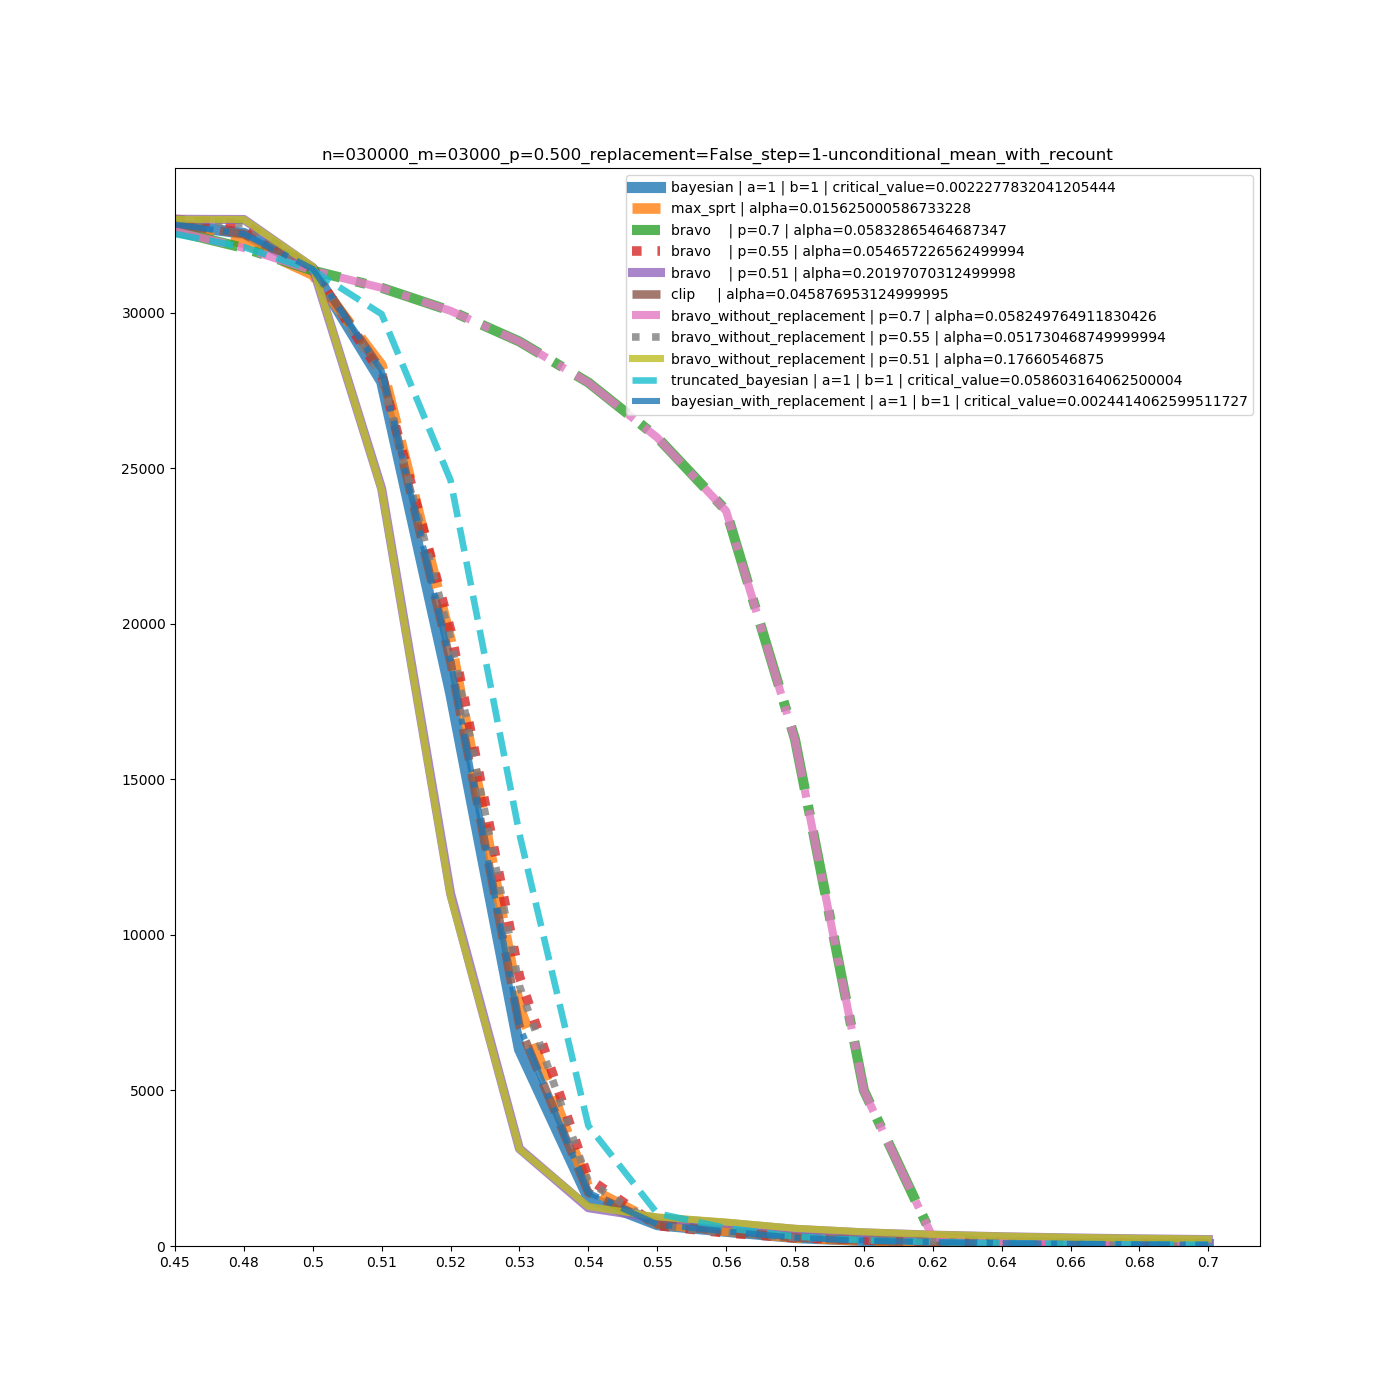 n=030000_m=03000_p=0.500_replacement=False_step=1-unconditional_mean_with_recount
bayesian | a=1 | b=1 | critical_value=0.0022277832041205444
max_sprt | alpha=0.015625000586733228
bravo | p=0.7 | alpha=0.05832865464687347
bravo | p=0.55 | alpha=0.054657226562499994
bravo | p=0.51 | alpha=0.20197070312499998
clip | alpha=0.045876953124999995
bravo_without_replacement | p=0.7 | alpha=0.058249764911830426
bravo_without_replacement | p=0.55 | alpha=0.051730468749999994
bravo_without_replacement | p=0.51 | alpha=0.17660546875
truncated_bayesian | a=1 | b=1 | critical_value=0.058603164062500004
bayesian_with_replacement | a=1 | b=1 | critical_value=0.0024414062599511727
30000
25000
20000
15000
10000
5000
0
0.45 0.48 0.5 0.51 0.52 0.53 0.54 0.55 0.56 0.58 0.6 0.62 0.64 0.66 0.68 0.7